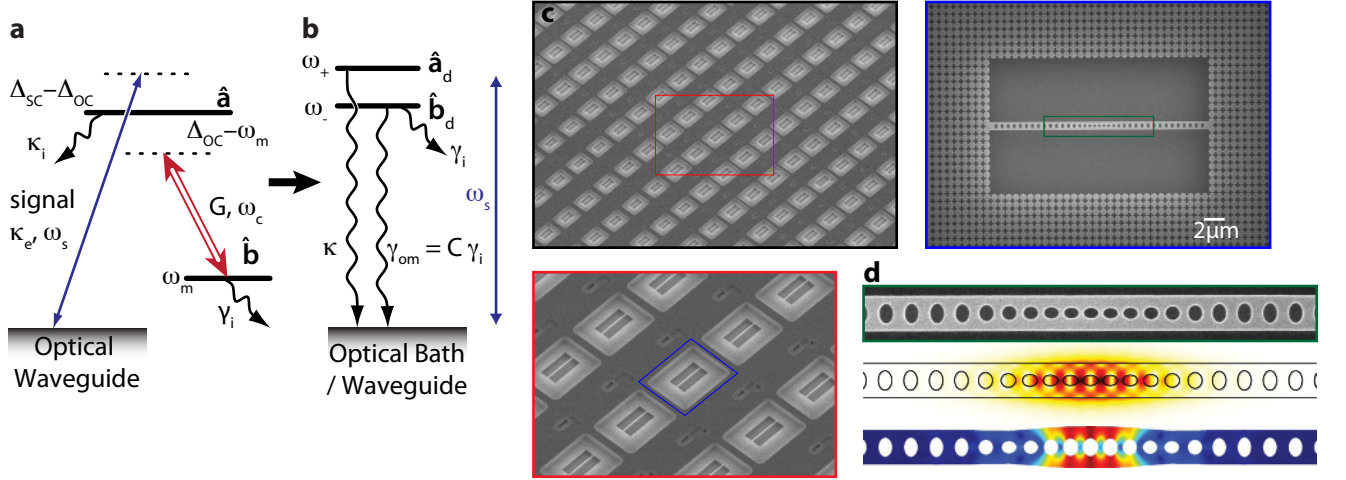 a
Δ_SC−Δ_OC
â
κ_i
Δ_OC−ω_m
signal
κ_e, ω_s
G, ω_c
b̂
ω_m
γ_i
Optical
Waveguide
b
ω_+
â_d
ω_-
b̂_d
γ_i
ω_s
κ
γ_om = C γ_i
Optical Bath
/ Waveguide
c
2μm
d